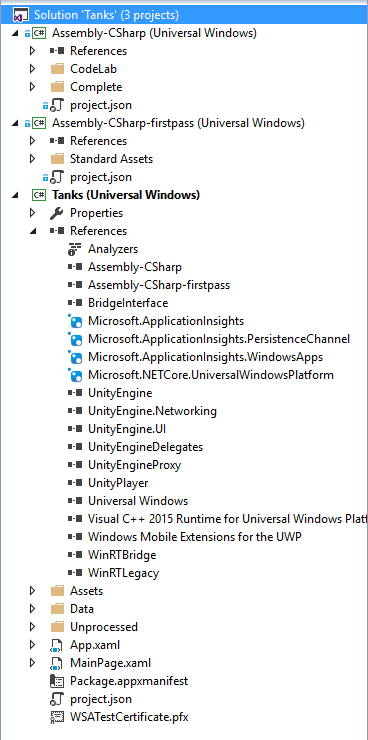 Solution 'Tanks' (3 projects)
C# Assembly-CSharp (Universal Windows)
References
CodeLab
Complete
project.json
C# Assembly-CSharp-firstpass (Universal Windows)
References
Standard Assets
project.json
C# Tanks (Universal Windows)
Properties
References
Analyzers
Assembly-CSharp
Assembly-CSharp-firstpass
BridgeInterface
Microsoft.ApplicationInsights
Microsoft.ApplicationInsights.PersistenceChannel
Microsoft.ApplicationInsights.WindowsApps
Microsoft.NETCore.UniversalWindowsPlatform
UnityEngine
UnityEngine.Networking
UnityEngine.UI
UnityEngineDelegates
UnityEngineProxy
UnityPlayer
Universal Windows
Visual C++ 2015 Runtime for Universal Windows Platf
Windows Mobile Extensions for the UWP
WinRTBridge
WinRTLegacy
Assets
Data
Unprocessed
App.xaml
MainPage.xaml
Package.appxmanifest
project.json
WSATestCertificate.pfx